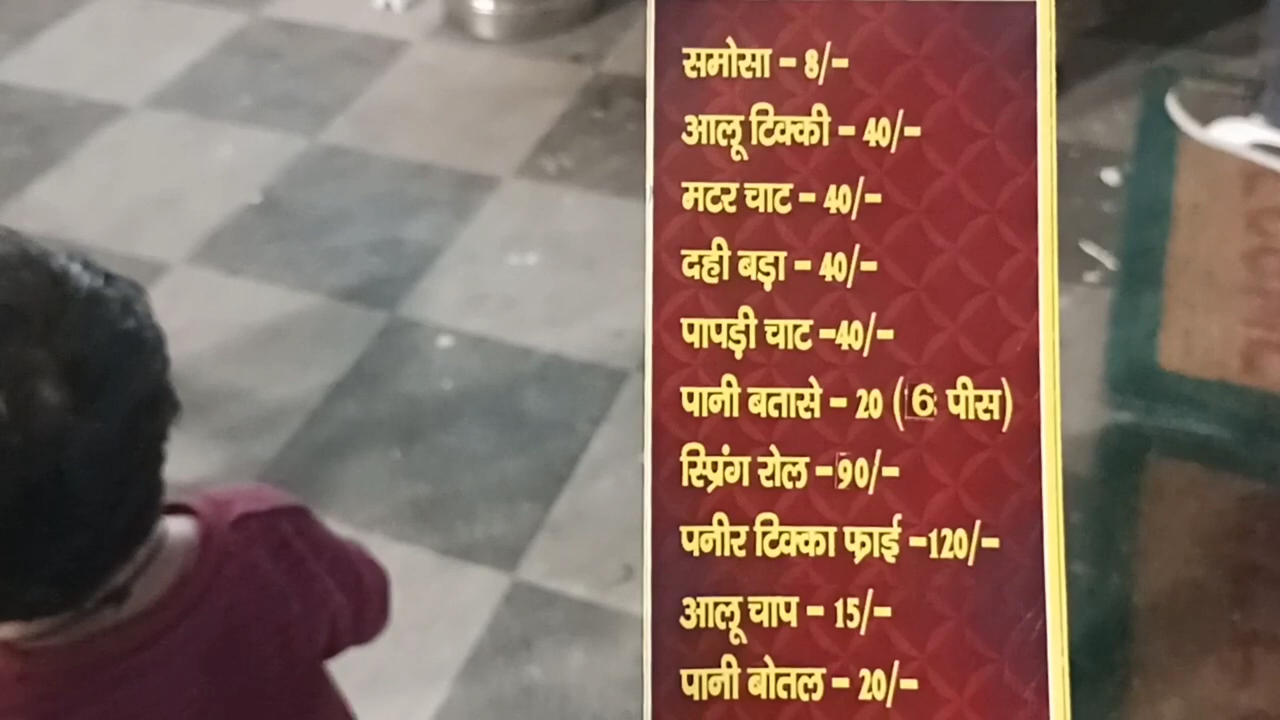 समोसा - 8/-
आलू टिक्की - 40/-
मटर चाट - 40/-
दही बड़ा - 40/-
पापड़ी चाट -40/-
पानी बतासे - 20 (6 पीस)
स्प्रिंग रोल -90/-
पनीर टिक्का फ्राई -120/-
आलू चाप - 15/-
पानी बोतल - 20/-